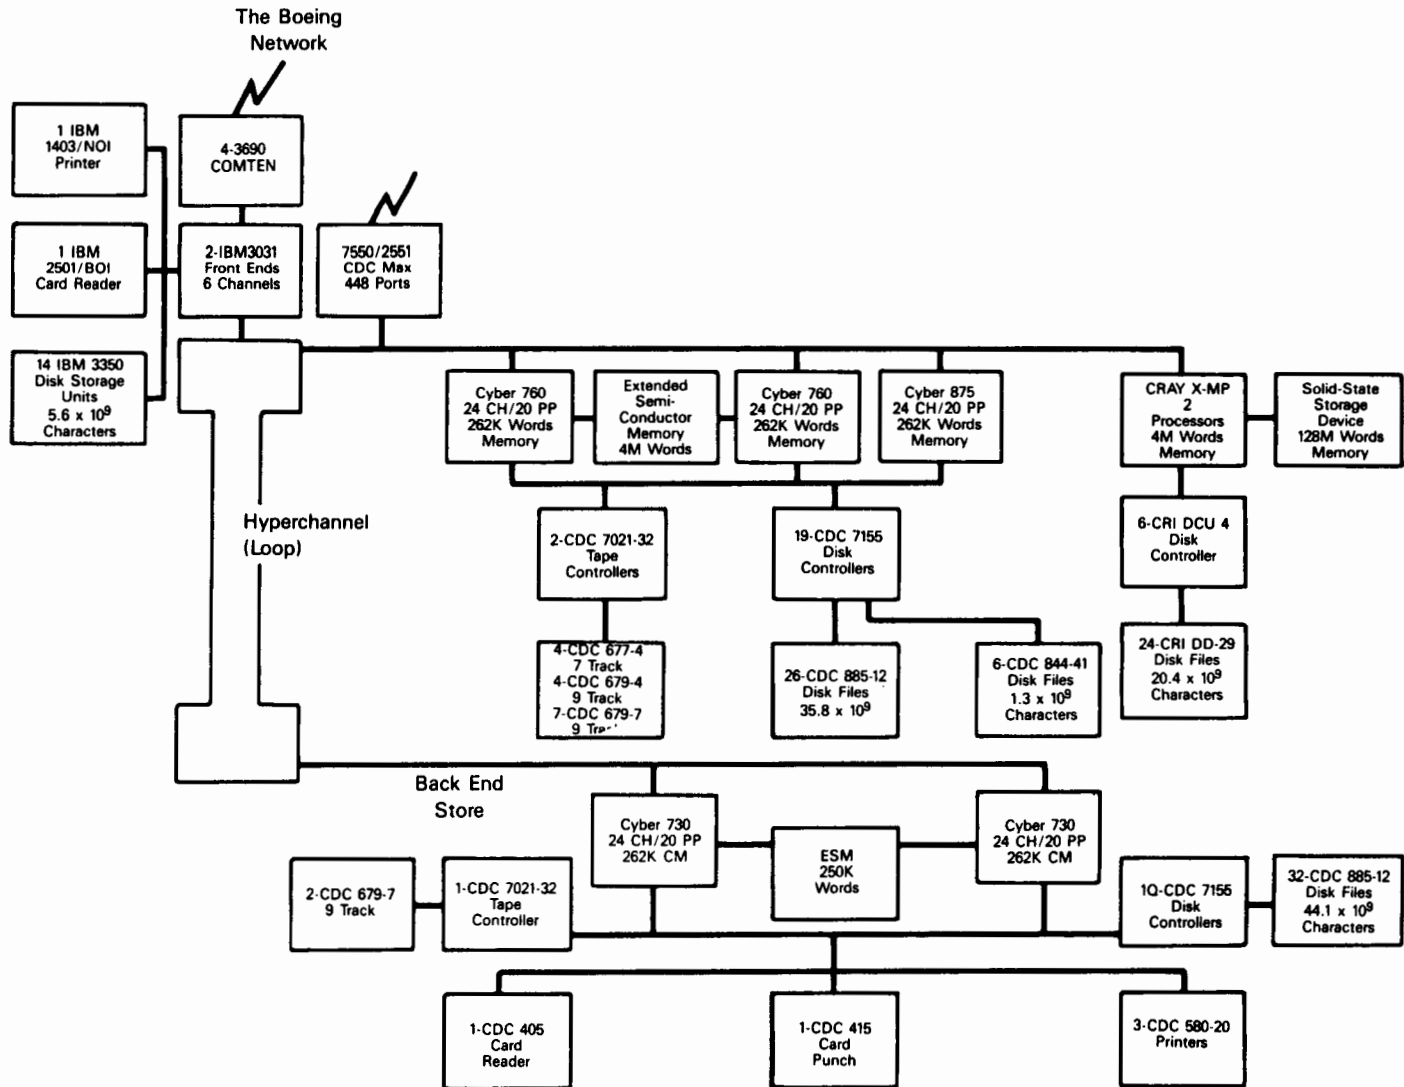 The Boeing
Network
1 IBM
1403/NOI
Printer
4-3690
COMTEN
1 IBM
2501/BOI
Card Reader
2-IBM3031
Front Ends
6 Channels
7550/2551
CDC Max
448 Ports
14 IBM 3350
Disk Storage
Units
5.6 x 10⁹
Characters
Cyber 760
24 CH/20 PP
262K Words
Memory
Extended
Semi-
Conductor
Memory
4M Words
Cyber 760
24 CH/20 PP
262K Words
Memory
Cyber 875
24 CH/20 PP
262K Words
Memory
CRAY X-MP
2
Processors
4M Words
Memory
Solid-State
Storage
Device
128M Words
Memory
Hyperchannel
(Loop)
2-CDC 7021-32
Tape
Controllers
19-CDC 7155
Disk
Controllers
6-CRI DCU 4
Disk
Controller
4-CDC 677-4
7 Track
4-CDC 679-4
9 Track
7-CDC 679-7
9
26-CDC 885-12
Disk Files
35.8 x 10⁹
6-CDC 844-41
Disk Files
1.3 x 10⁹
Characters
24-CRI DD-29
Disk Files
20.4 x 10⁹
Characters
Back End
Store
Cyber 730
24 CH/20 PP
262K CM
ESM
250K
Words
Cyber 730
24 CH/20 PP
262K CM
2-CDC 679-7
9 Track
1-CDC 7021-32
Tape
Controller
1Q-CDC 7155
Disk
Controllers
32-CDC 885-12
Disk Files
44.1 x 10⁹
Characters
1-CDC 405
Card
Reader
1-CDC 415
Card
Punch
3-CDC 580-20
Printers